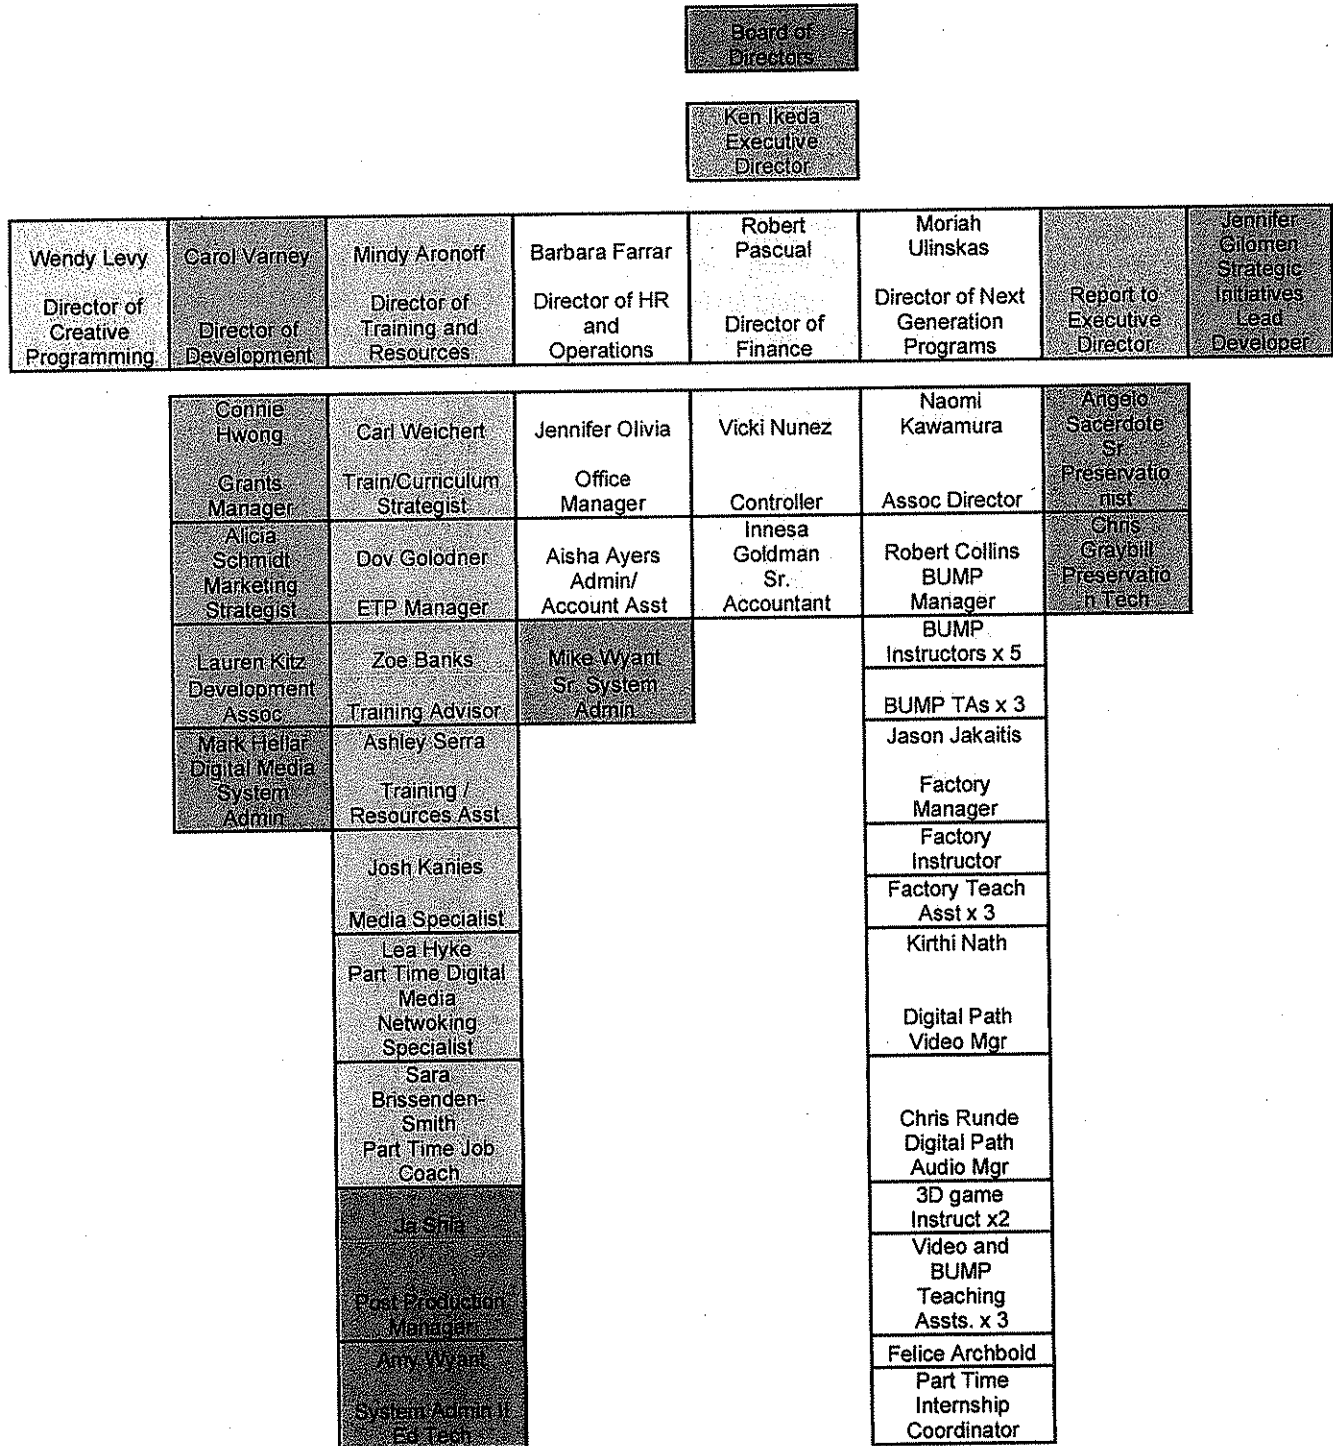 Board of
Directors
Ken Ikeda
Executive
Director
Wendy Levy
Director of
Creative
Programming
Carol Varney
Director of
Development
Mindy Aronoff
Director of
Training and
Resources
Barbara Farrar
Director of HR
and
Operations
Robert
Pascual
Director of
Finance
Moriah
Ulinskas
Director of Next
Generation
Programs
Report to
Executive
Director
Jennifer
Gilomen
Strategic
Initiatives
Lead
Developer
Connie
Hwong
Grants
Manager
Alicia
Schmidt
Marketing
Strategist
Lauren Kitz
Development
Assoc
Mark Hellar
Digital Media
System
Admin
Carl Weichert
Train/Curriculum
Strategist
Dov Golodner
ETP Manager
Zoe Banks
Training Advisor
Ashley Serra
Training /
Resources Asst
Josh Kanies
Media Specialist
Lea Hyke
Part Time Digital
Media
Netwoking
Specialist
Sara
Brissenden-
Smith
Part Time Job
Coach
Ja Shia
Post Production
Manager
Amy Wyant
System Admin II
Ed Tech
Jennifer Olivia
Office
Manager
Aisha Ayers
Admin/
Account Asst
Mike Wyant
Sr. System
Admin
Vicki Nunez
Controller
Innesa
Goldman
Sr.
Accountant
Naomi
Kawamura
Assoc Director
Robert Collins
BUMP
Manager
BUMP
Instructors x 5
BUMP TAs x 3
Jason Jakaitis
Factory
Manager
Factory
Instructor
Factory Teach
Asst x 3
Kirthi Nath
Digital Path
Video Mgr
Chris Runde
Digital Path
Audio Mgr
3D game
Instruct x2
Video and
BUMP
Teaching
Assts. x 3
Felice Archbold
Part Time
Internship
Coordinator
Angelo
Sacerdote
Sr
Preservatio
nist
Chris
Graybill
Preservatio
n Tech